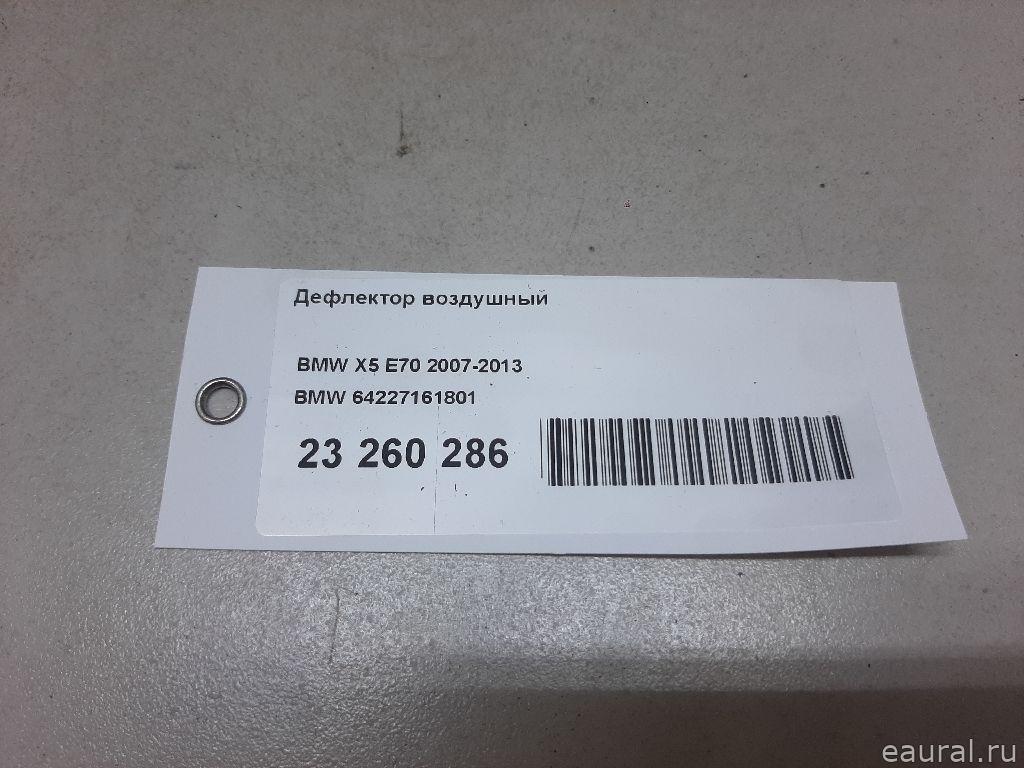 Дефлектор воздушный
BMW X5 E70 2007-2013
BMW 64227161801
23 260 286
eaural.ru